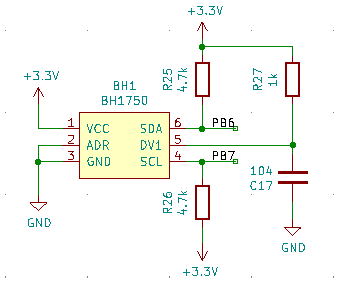 +3.3V
R25
4.7k
R27
1k
+3.3V
BH1
BH1750
1
VCC
SDA
6
PB6
2
ADR
DV1
5
3
GND
SCL
4
PB7
104
C17
R26
4.7k
GND
GND
+3.3V